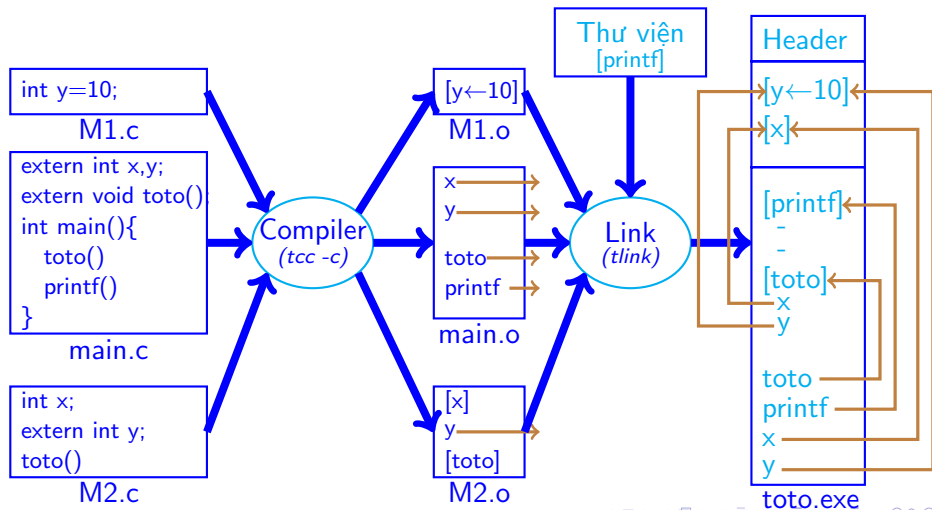 int y=10;
M1.c
extern int x,y;
extern void toto();
int main(){
toto()
printf()
}
main.c
int x;
extern int y;
toto()
M2.c
Compiler
(tcc -c)
[y←10]
M1.o
x
y
toto
printf
main.o
[x]
y
[toto]
M2.o
Thư viện
[printf]
Link
(tlink)
Header
[y←10]
[x]
[printf]
-
-
[toto]
x
y
toto
printf
x
y
toto.exe